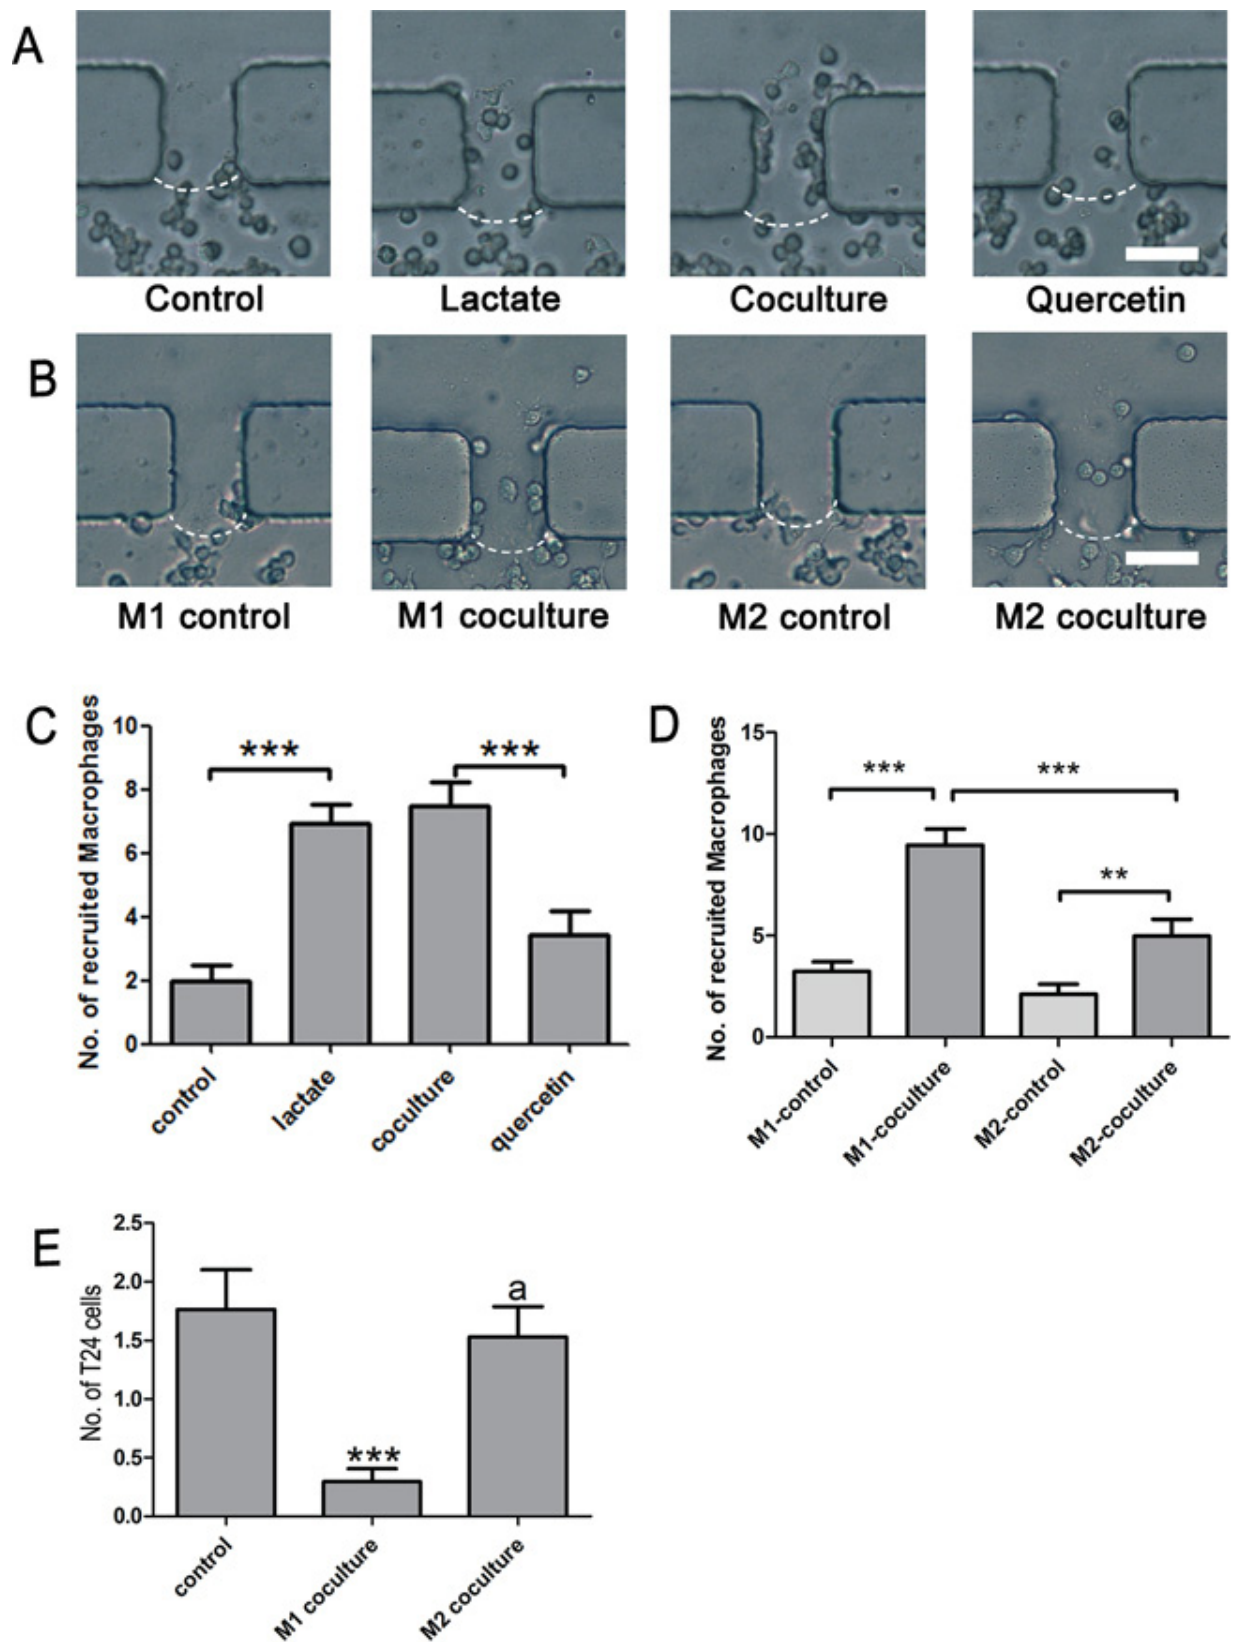 A
Control
Lactate
Coculture
Quercetin
B
M1 control
M1 coculture
M2 control
M2 coculture
C
No. of recruited Macrophages
10
8
6
4
2
0
***
***
control
lactate
coculture
quercetin
D
No. of recruited Macrophages
15
10
5
0
***
***
**
M1-control
M1-coculture
M2-control
M2-coculture
E
No. of T24 cells
2.5
2.0
1.5
1.0
0.5
0.0
***
a
control
M1 coculture
M2 coculture